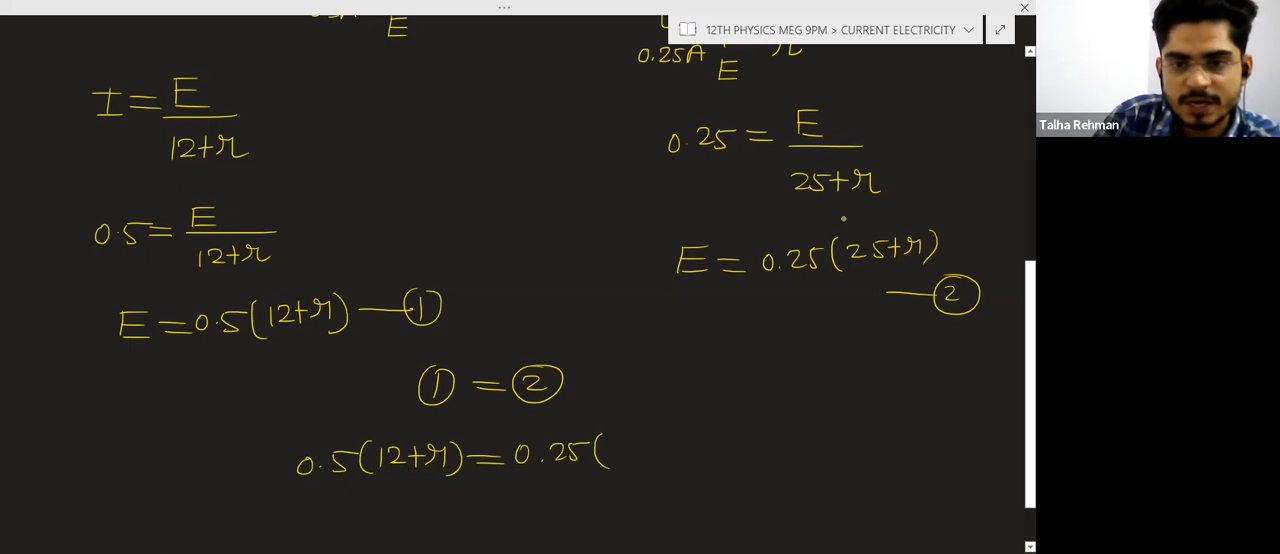 12TH PHYSICS MEG 9PM > CURRENT ELECTRICITY
E
0.25A
E
r
Talha Rehman
I = E / 12+r
0.5 = E / 12+r
E = 0.5(12+r) — ①
0.25 = E / 25+r
E = 0.25(25+r)
— ②
① = ②
0.5(12+r) = 0.25(